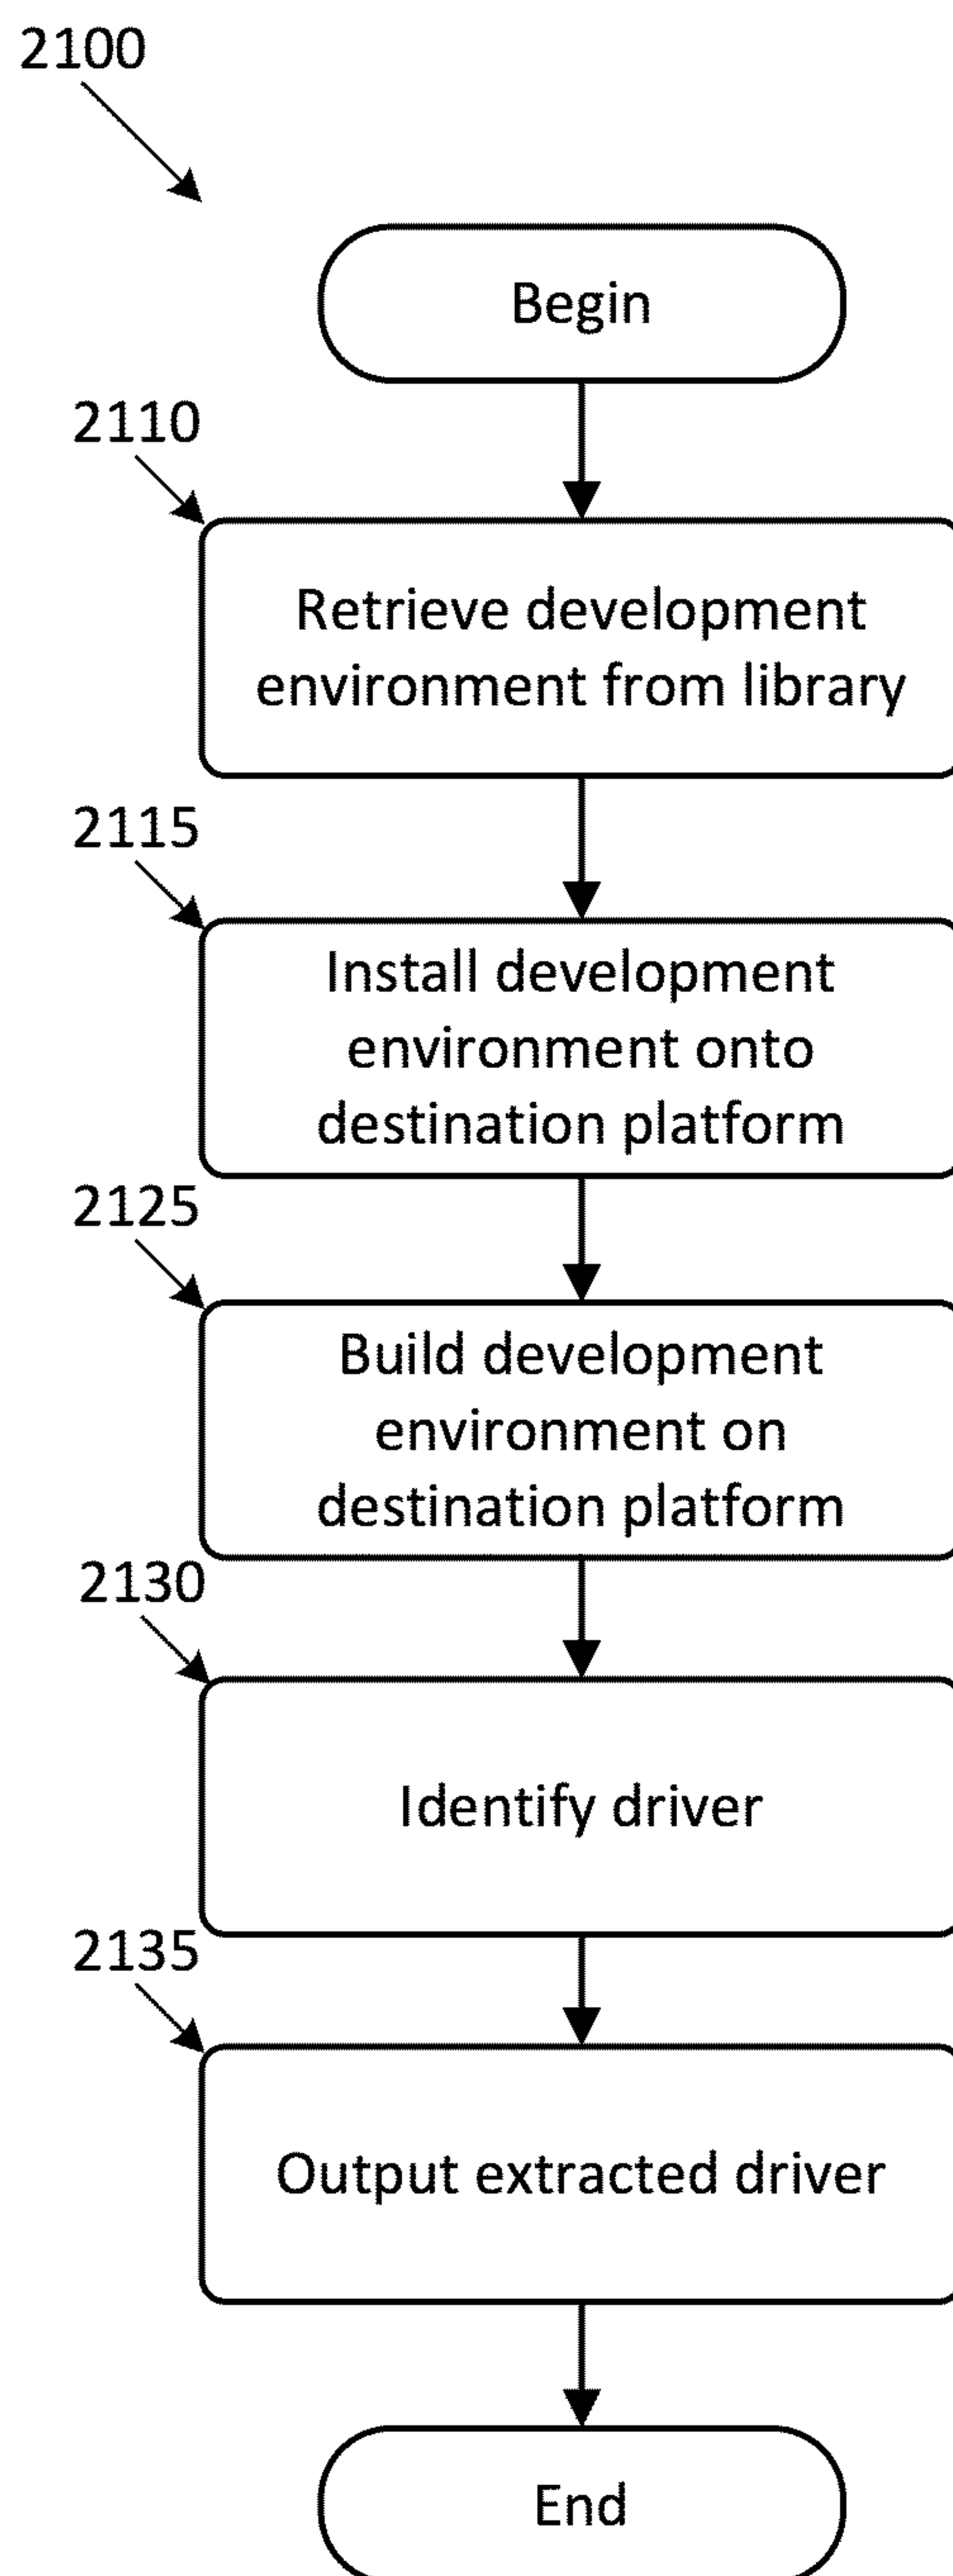 2100
Begin
2110
Retrieve development
environment from library
2115
Install development
environment onto
destination platform
2125
Build development
environment on
destination platform
2130
Identify driver
2135
Output extracted driver
End